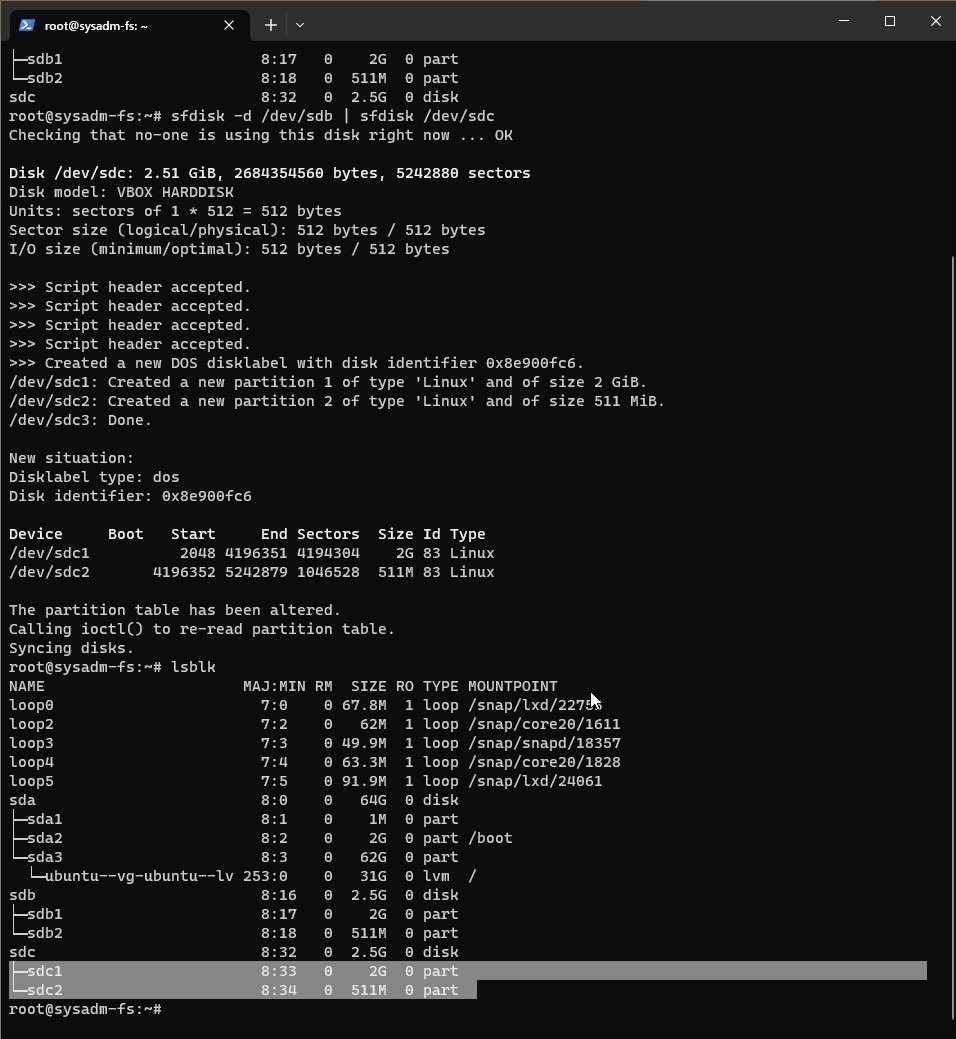 root@sysadm-fs: ~
├─sdb1                      8:17   0    2G  0 part
└─sdb2                      8:18   0  511M  0 part
sdc                         8:32   0  2.5G  0 disk
root@sysadm-fs:~# sfdisk -d /dev/sdb | sfdisk /dev/sdc
Checking that no-one is using this disk right now ... OK

Disk /dev/sdc: 2.51 GiB, 2684354560 bytes, 5242880 sectors
Disk model: VBOX HARDDISK
Units: sectors of 1 * 512 = 512 bytes
Sector size (logical/physical): 512 bytes / 512 bytes
I/O size (minimum/optimal): 512 bytes / 512 bytes

>>> Script header accepted.
>>> Script header accepted.
>>> Script header accepted.
>>> Script header accepted.
>>> Created a new DOS disklabel with disk identifier 0x8e900fc6.
/dev/sdc1: Created a new partition 1 of type 'Linux' and of size 2 GiB.
/dev/sdc2: Created a new partition 2 of type 'Linux' and of size 511 MiB.
/dev/sdc3: Done.

New situation:
Disklabel type: dos
Disk identifier: 0x8e900fc6

Device     Boot   Start     End Sectors  Size Id Type
/dev/sdc1          2048 4196351 4194304    2G 83 Linux
/dev/sdc2       4196352 5242879 1046528  511M 83 Linux

The partition table has been altered.
Calling ioctl() to re-read partition table.
Syncing disks.
root@sysadm-fs:~# lsblk
NAME                      MAJ:MIN RM  SIZE RO TYPE MOUNTPOINT
loop0                       7:0    0 67.8M  1 loop
loop2                       7:2    0   62M  1 loop /snap/core20/1611
loop3                       7:3    0 49.9M  1 loop /snap/snapd/18357
loop4                       7:4    0 63.3M  1 loop /snap/core20/1828
loop5                       7:5    0 91.9M  1 loop /snap/lxd/24061
sda                         8:0    0   64G  0 disk
├─sda1                      8:1    0    1M  0 part
├─sda2                      8:2    0    2G  0 part /boot
└─sda3                      8:3    0   62G  0 part
  └─ubuntu--vg-ubuntu--lv 253:0    0   31G  0 lvm  /
sdb                         8:16   0  2.5G  0 disk
├─sdb1                      8:17   0    2G  0 part
└─sdb2                      8:18   0  511M  0 part
sdc                         8:32   0  2.5G  0 disk
├─sdc1                      8:33   0    2G  0 part
└─sdc2                      8:34   0  511M  0 part
root@sysadm-fs:~#